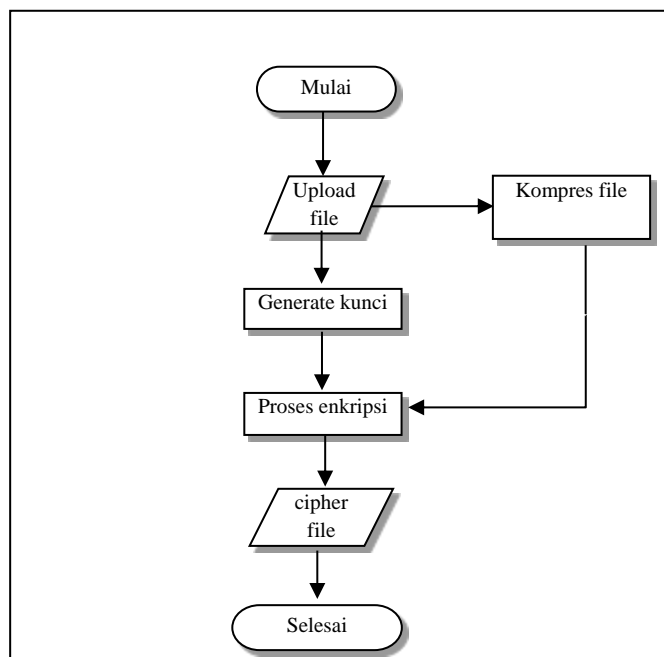 Mulai
Upload
file
Kompres file
Generate kunci
Proses enkripsi
cipher
file
Selesai